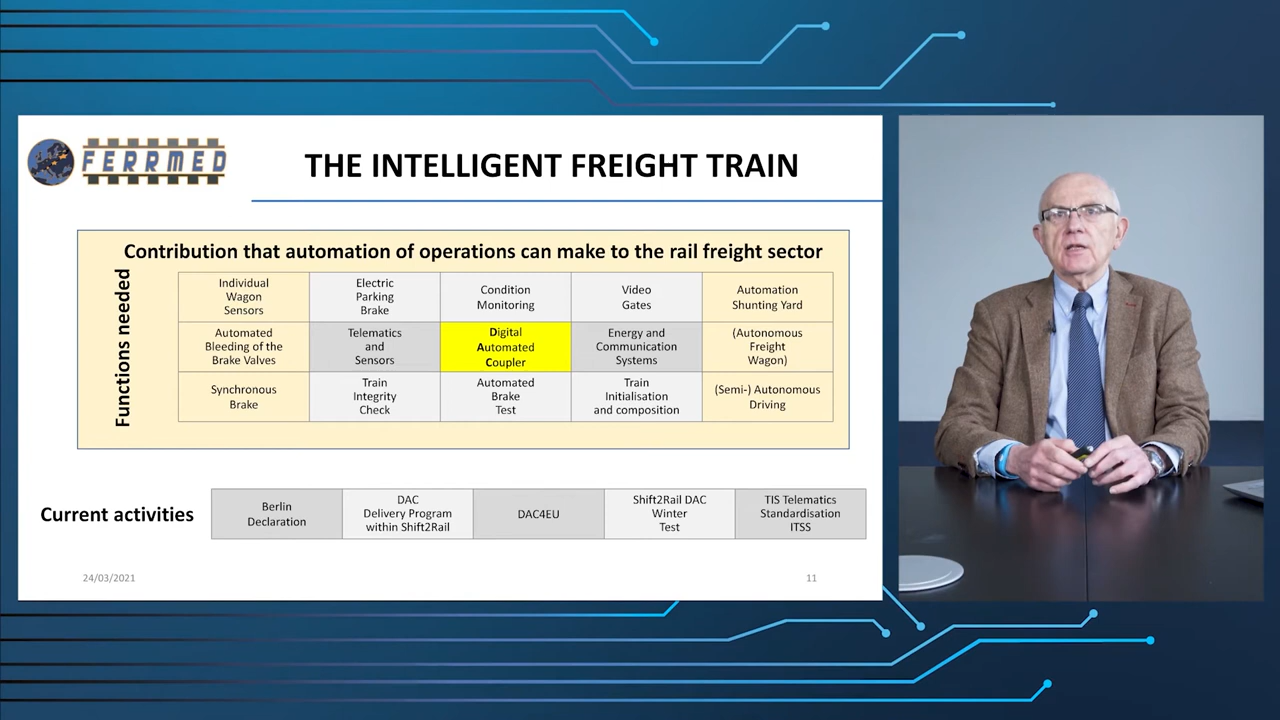 FERRMED
THE INTELLIGENT FREIGHT TRAIN
Contribution that automation of operations can make to the rail freight sector
Functions needed
Individual
Wagon
Sensors
Electric
Parking
Brake
Condition
Monitoring
Video
Gates
Automation
Shunting Yard
Automated
Bleeding of the
Brake Valves
Telematics
and
Sensors
Digital
Automated
Coupler
Energy and
Communication
Systems
(Autonomous
Freight
Wagon)
Synchronous
Brake
Train
Integrity
Check
Automated
Brake
Test
Train
Initialisation
and composition
(Semi-) Autonomous
Driving
Current activities
Berlin
Declaration
DAC
Delivery Program
within Shift2Rail
DAC4EU
Shift2Rail DAC
Winter
Test
TIS Telematics
Standardisation
ITSS
24/03/2021
11